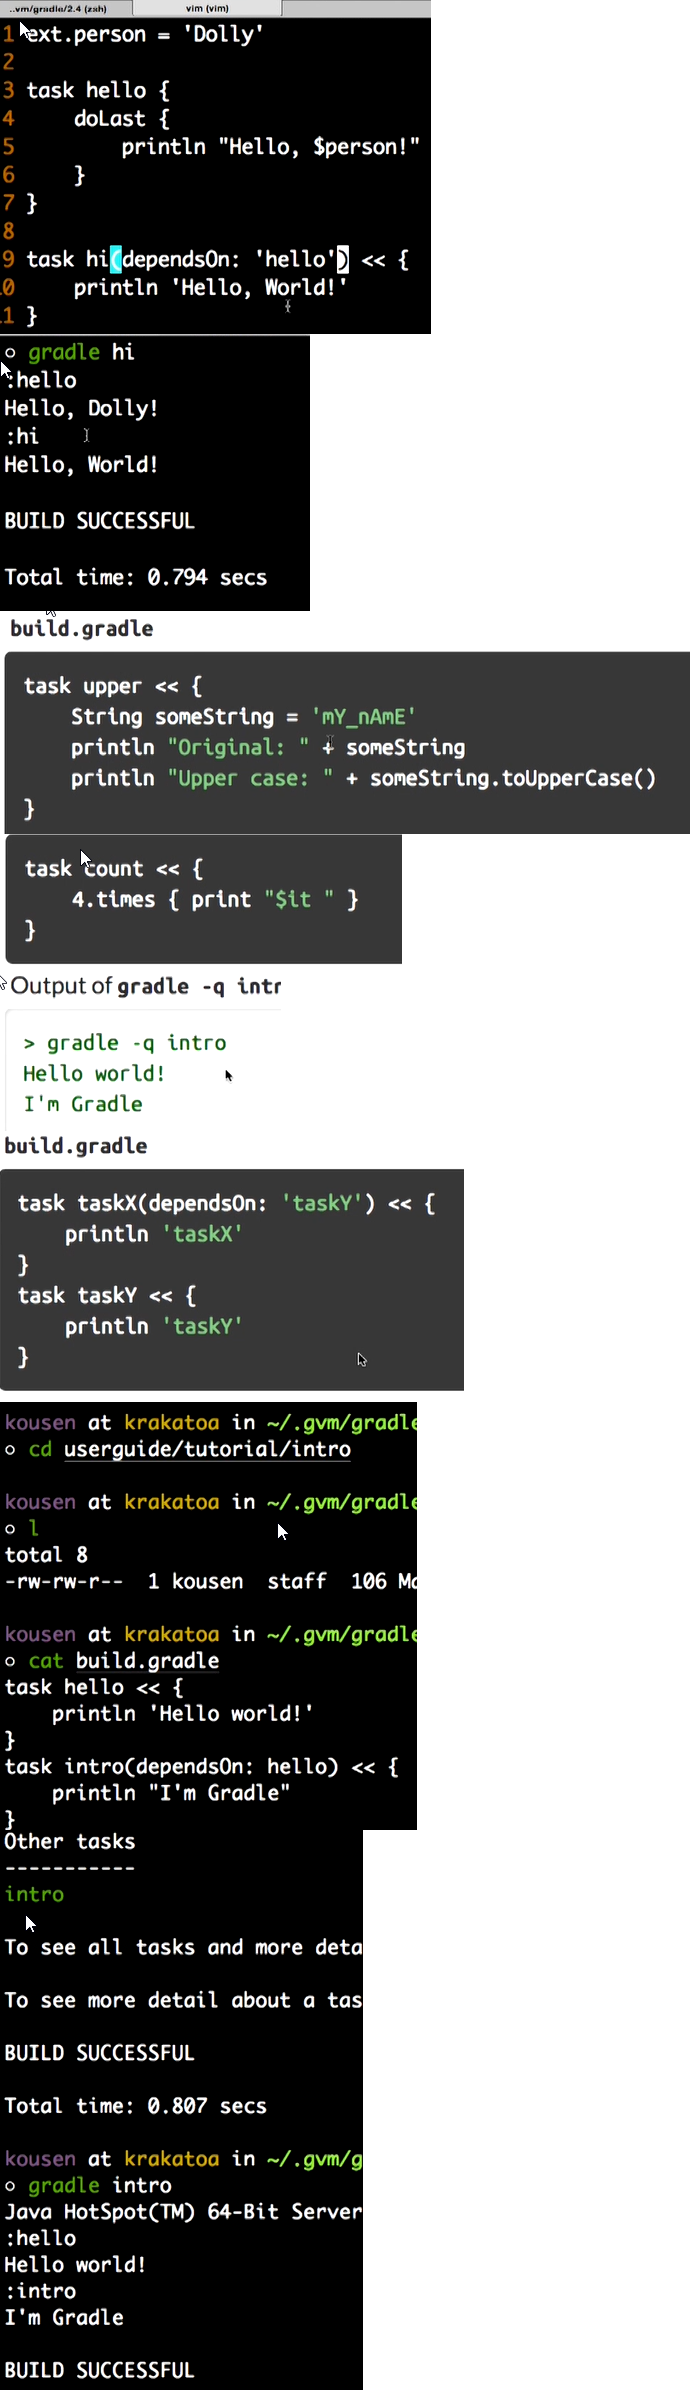 ..vm/gradle/2.4 (zsh) vim (vim)
1 ext.person = 'Dolly'
2
3 task hello {
4     doLast {
5         println "Hello, $person!"
6     }
7 }
8
9 task hi(dependsOn: 'hello') << {
10     println 'Hello, World!'
11 }
○ gradle hi
:hello
Hello, Dolly!
:hi
Hello, World!
BUILD SUCCESSFUL
Total time: 0.794 secs
build.gradle
task upper << {
    String someString = 'mY_nAmE'
    println "Original: " + someString
    println "Upper case: " + someString.toUpperCase()
}
task count << {
    4.times { print "$it " }
}
Output of gradle -q intr
> gradle -q intro
Hello world!
I'm Gradle
build.gradle
task taskX(dependsOn: 'taskY') << {
    println 'taskX'
}
task taskY << {
    println 'taskY'
}
kousen at krakatoa in ~/.gvm/gradle
○ cd userguide/tutorial/intro
kousen at krakatoa in ~/.gvm/gradle
○ l
total 8
-rw-rw-r--  1 kousen  staff  106 Ma
kousen at krakatoa in ~/.gvm/gradle
○ cat build.gradle
task hello << {
    println 'Hello world!'
}
task intro(dependsOn: hello) << {
    println "I'm Gradle"
}
Other tasks
-----------
intro
To see all tasks and more deta
To see more detail about a tas
BUILD SUCCESSFUL
Total time: 0.807 secs
kousen at krakatoa in ~/.gvm/g
○ gradle intro
Java HotSpot(TM) 64-Bit Server
:hello
Hello world!
:intro
I'm Gradle
BUILD SUCCESSFUL